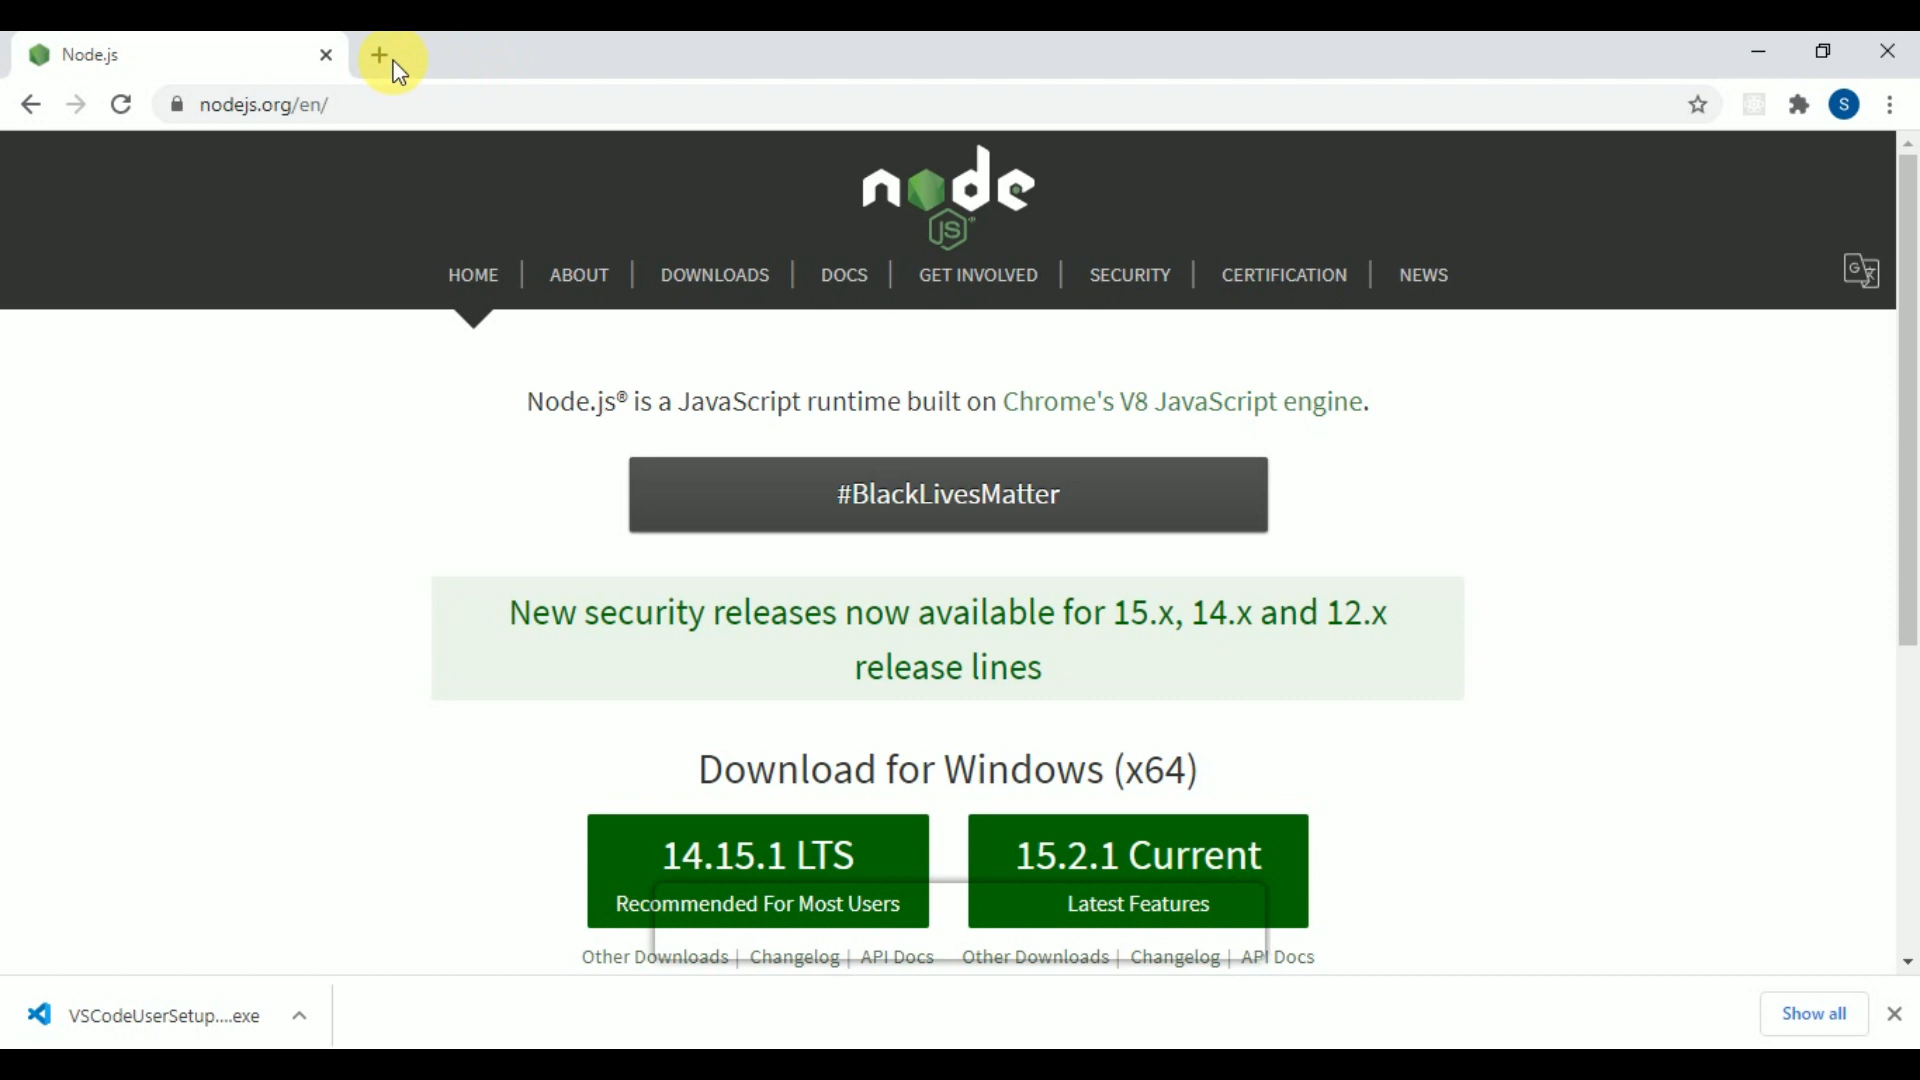 Node.js
nodejs.org/en/
S
node
JS
HOME | ABOUT | DOWNLOADS | DOCS | GET INVOLVED | SECURITY | CERTIFICATION | NEWS
Node.js® is a JavaScript runtime built on Chrome's V8 JavaScript engine.
#BlackLivesMatter
New security releases now available for 15.x, 14.x and 12.x
release lines
Download for Windows (x64)
14.15.1 LTS
Recommended For Most Users
15.2.1 Current
Latest Features
Other Downloads | Changelog | API Docs
Other Downloads | Changelog | API Docs
VSCodeUserSetup....exe
Show all